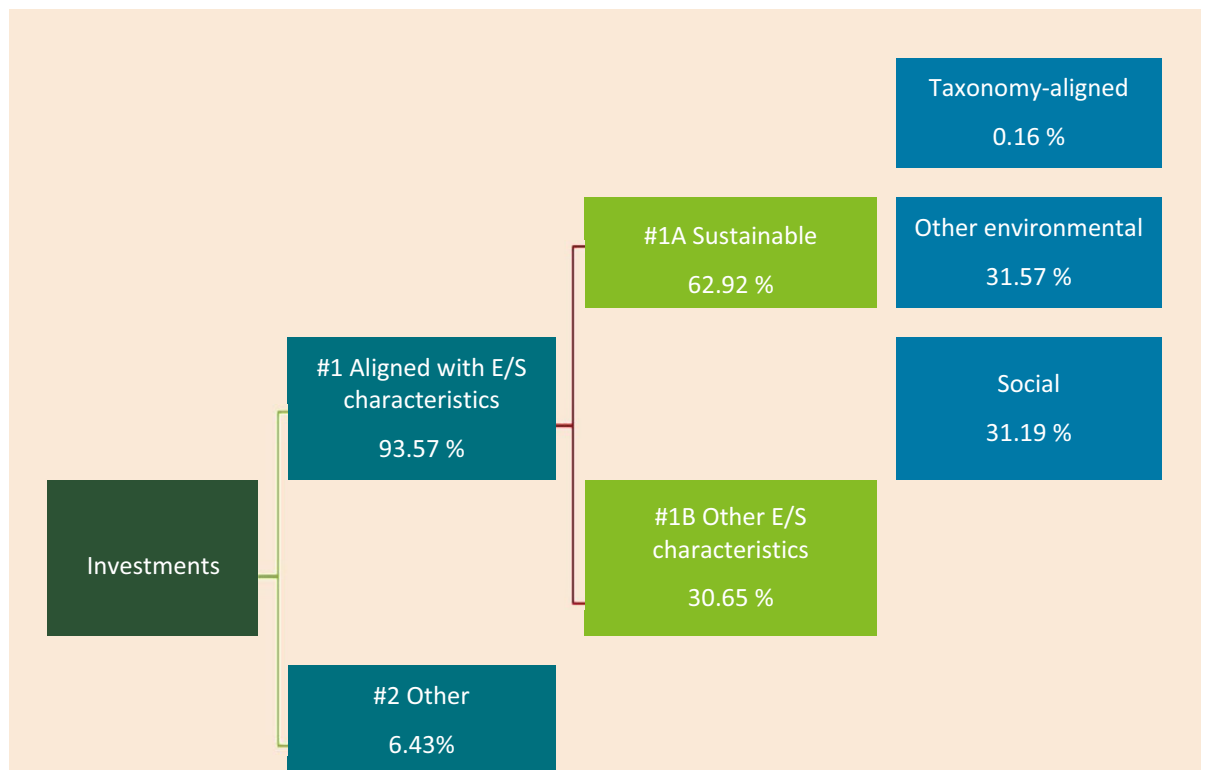 Taxonomy-aligned
0.16 %
#1A Sustainable
62.92 %
Other environmental
31.57 %
#1 Aligned with E/S
characteristics
93.57 %
Social
31.19 %
Investments
#1B Other E/S
characteristics
30.65 %
#2 Other
6.43%